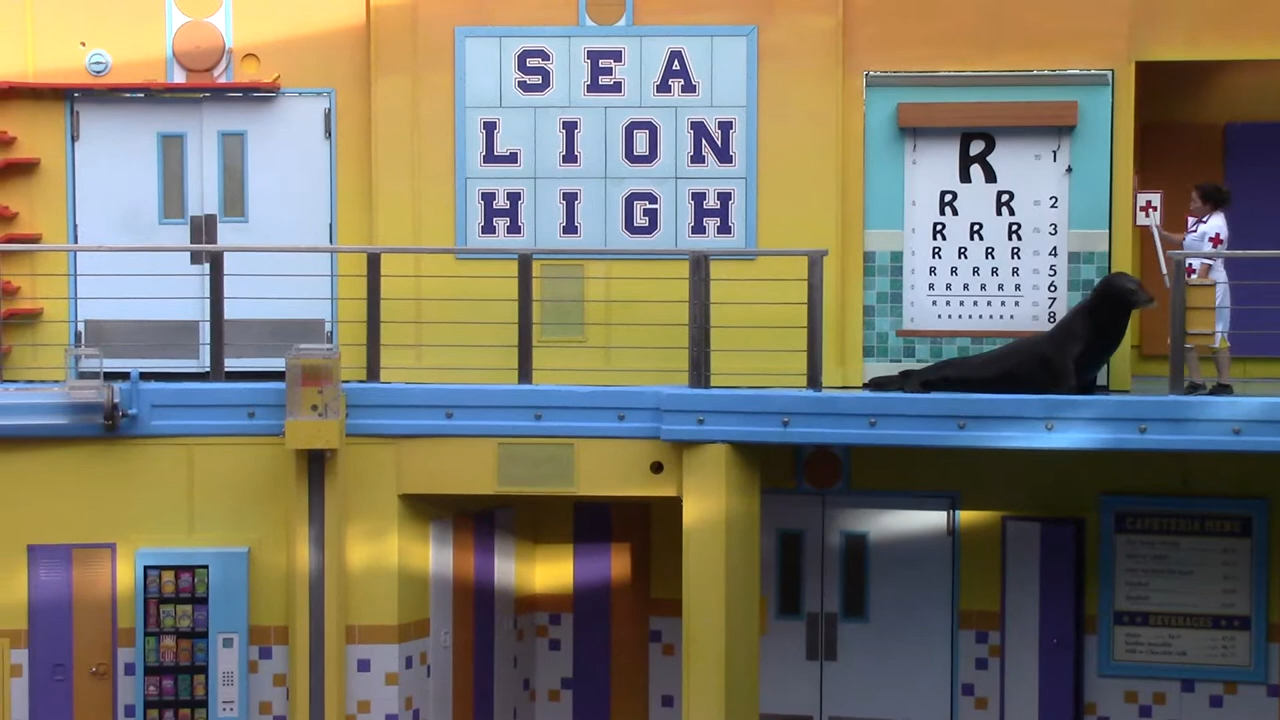 SEA
LION
HIGH
R 1
R R 2
R R R 3
R R R R 4
R R R R R 5
R R R R R R 6
R R R R R R R 7
R R R R R R R R 8
CAFETERIA MENU
BEVERAGES